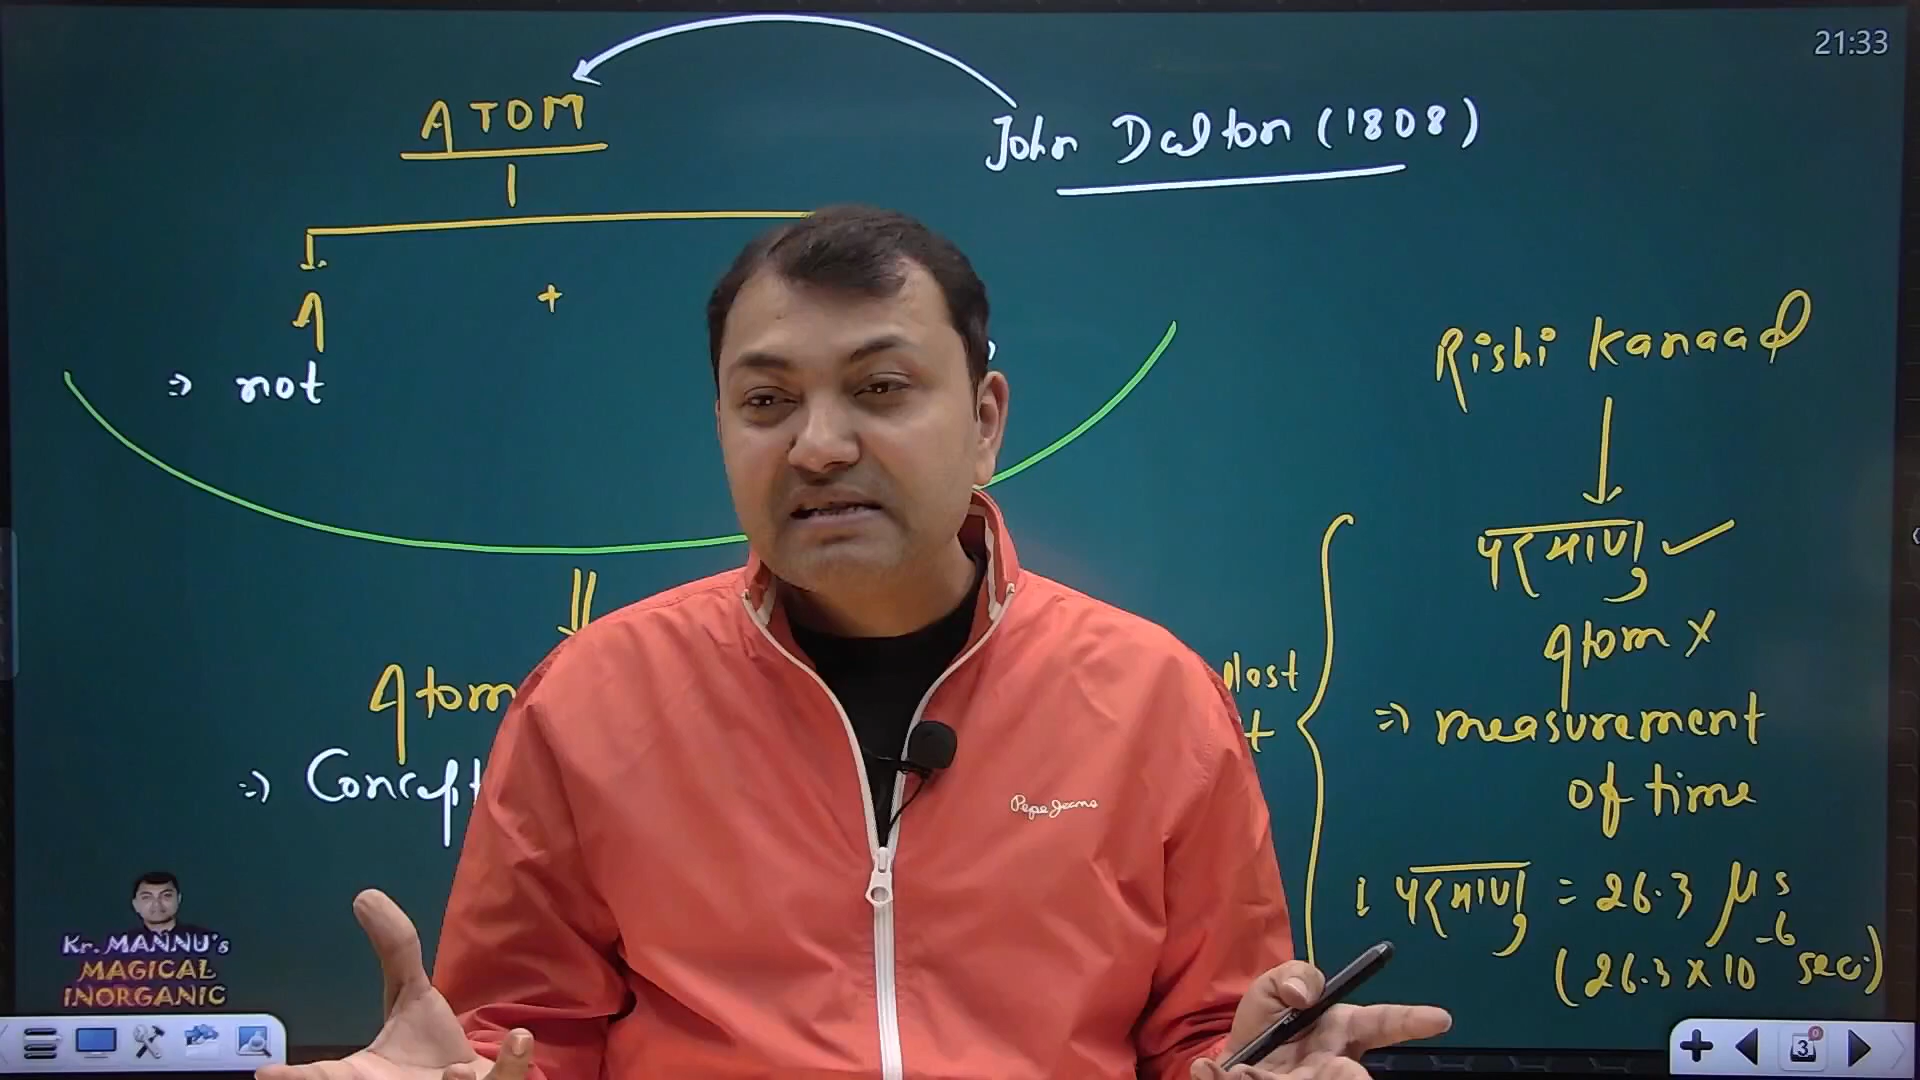 21:33
ATOM
John Dalton (1808)
A
+
⇒ not
Rishi Kanaad
परमाणु ✓
Atom x
Atom
⇒ measurement
of time
⇒ Concept
1 परमाणु = 26.3 μs
(26.3 x 10-6 sec.)
Pepe Jeans
Kr. MANNU's
MAGICAL
INORGANIC
3